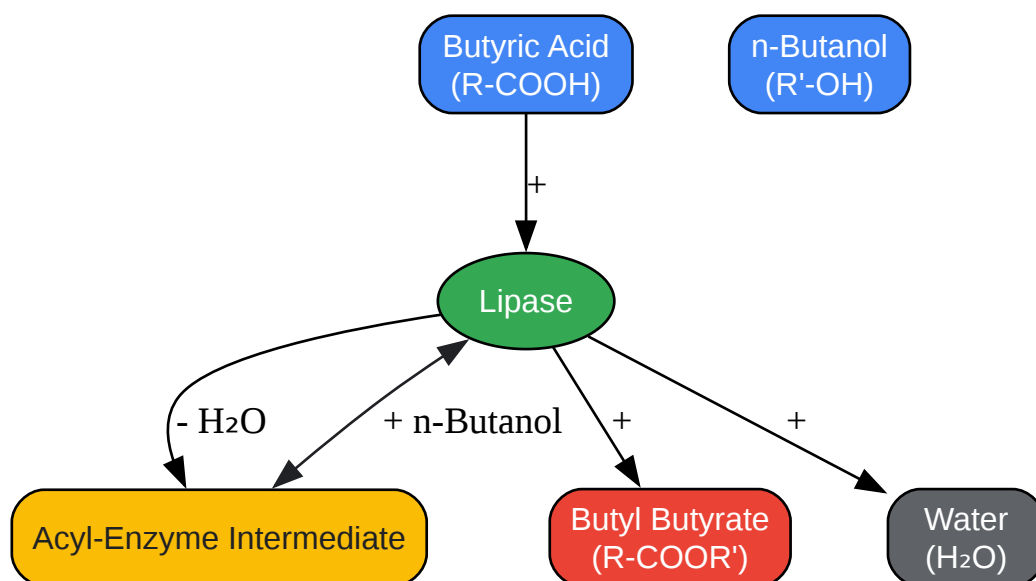 Butyric Acid
(R-COOH)
n-Butanol
(R'-OH)
+
Lipase
- H₂O
+ n-Butanol
+
+
Acyl-Enzyme Intermediate
Butyl Butyrate
(R-COOR')
Water
(H₂O)